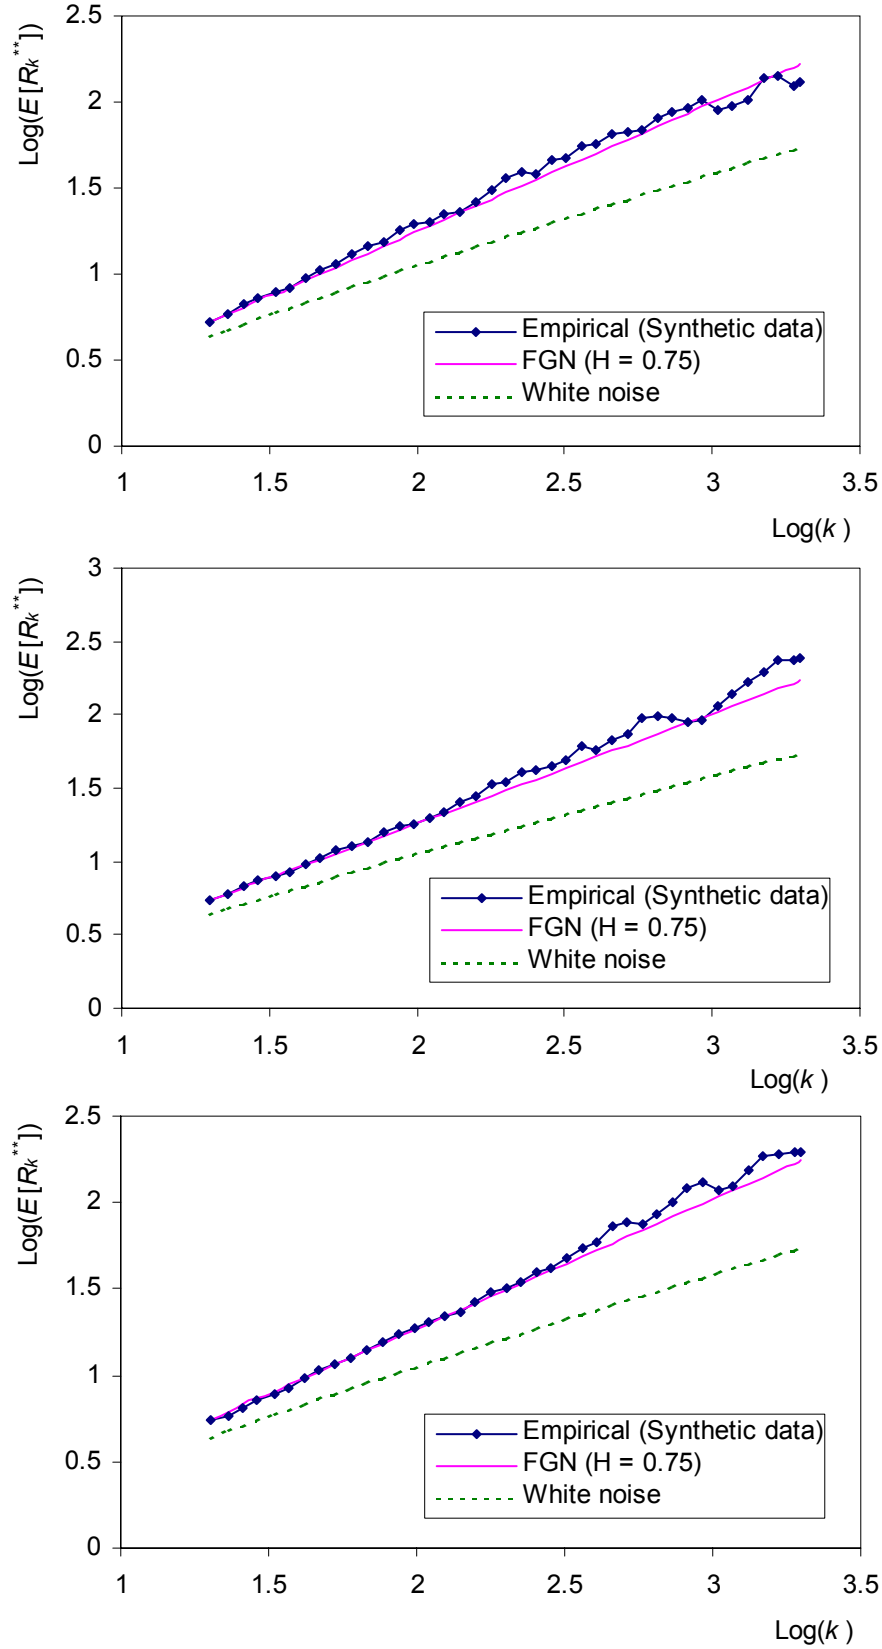 2.5
2
1.5
1
0.5
0
Log(E [Rk**])
Empirical (Synthetic data)
FGN (H = 0.75)
White noise
1 1.5 2 2.5 3 3.5
Log(k )
3
2.5
2
1.5
1
0.5
0
Log(E [Rk**])
Empirical (Synthetic data)
FGN (H = 0.75)
White noise
1 1.5 2 2.5 3 3.5
Log(k )
2.5
2
1.5
1
0.5
0
Log(E [Rk**])
Empirical (Synthetic data)
FGN (H = 0.75)
White noise
1 1.5 2 2.5 3 3.5
Log(k )